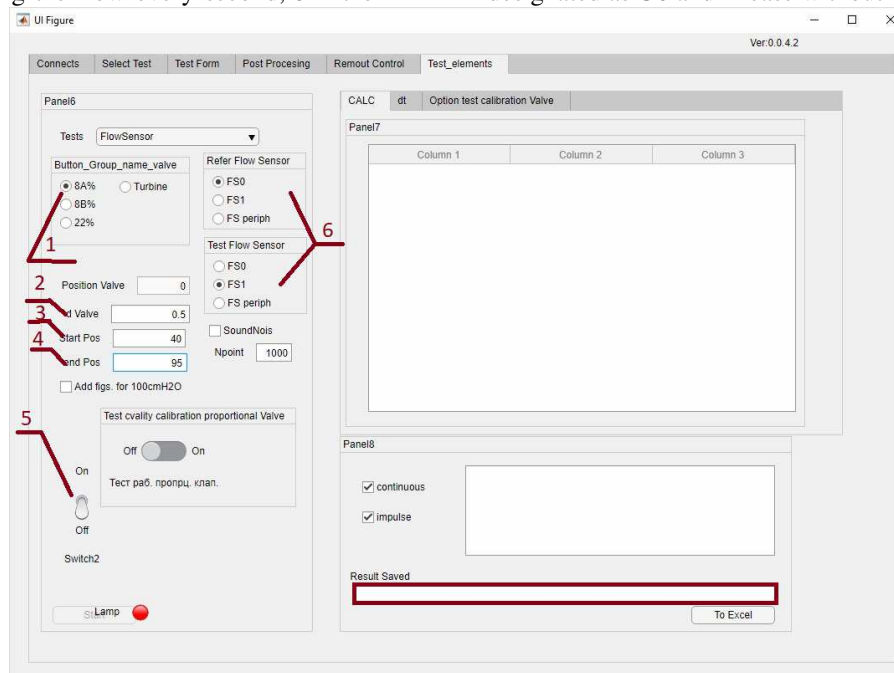 UI Figure
Ver:0.0.4.2
Connects Select Test Test Form Post Procesing Remout Control Test_elements
Panel6
Tests FlowSensor
Button_Group_name_valve
8A% Turbine
8B%
22%
1
Refer Flow Sensor
FS0
FS1
FS periph
6
Test Flow Sensor
FS0
FS1
FS periph
2
Position Valve 0
d Valve 0.5
3
Start Pos 40
4
end Pos 95
SoundNois
Npoint 1000
Add figs. for 100cmH2O
5
Test cvality calibration proportional Valve
Off On
Тест раб. пропрц. клап.
On
Off
Switch2
Lamp
CALC dt Option test calibration Valve
Panel7
Column 1 Column 2 Column 3
Panel8
continuous
impulse
Result Saved
To Excel